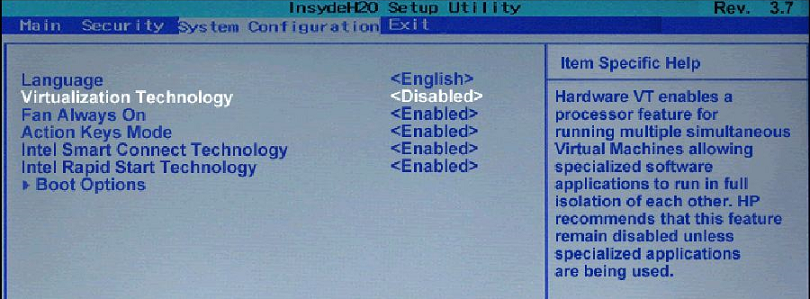 InsydeH20 Setup Utility Rev. 3.7
Main Security System Configuration Exit
Language <English>
Virtualization Technology <Disabled>
Fan Always On <Enabled>
Action Keys Mode <Enabled>
Intel Smart Connect Technology <Enabled>
Intel Rapid Start Technology <Enabled>
Boot Options
Item Specific Help
Hardware VT enables a
processor feature for
running multiple simultaneous
Virtual Machines allowing
specialized software
applications to run in full
isolation of each other. HP
recommends that this feature
remain disabled unless
specialized applications
are being used.